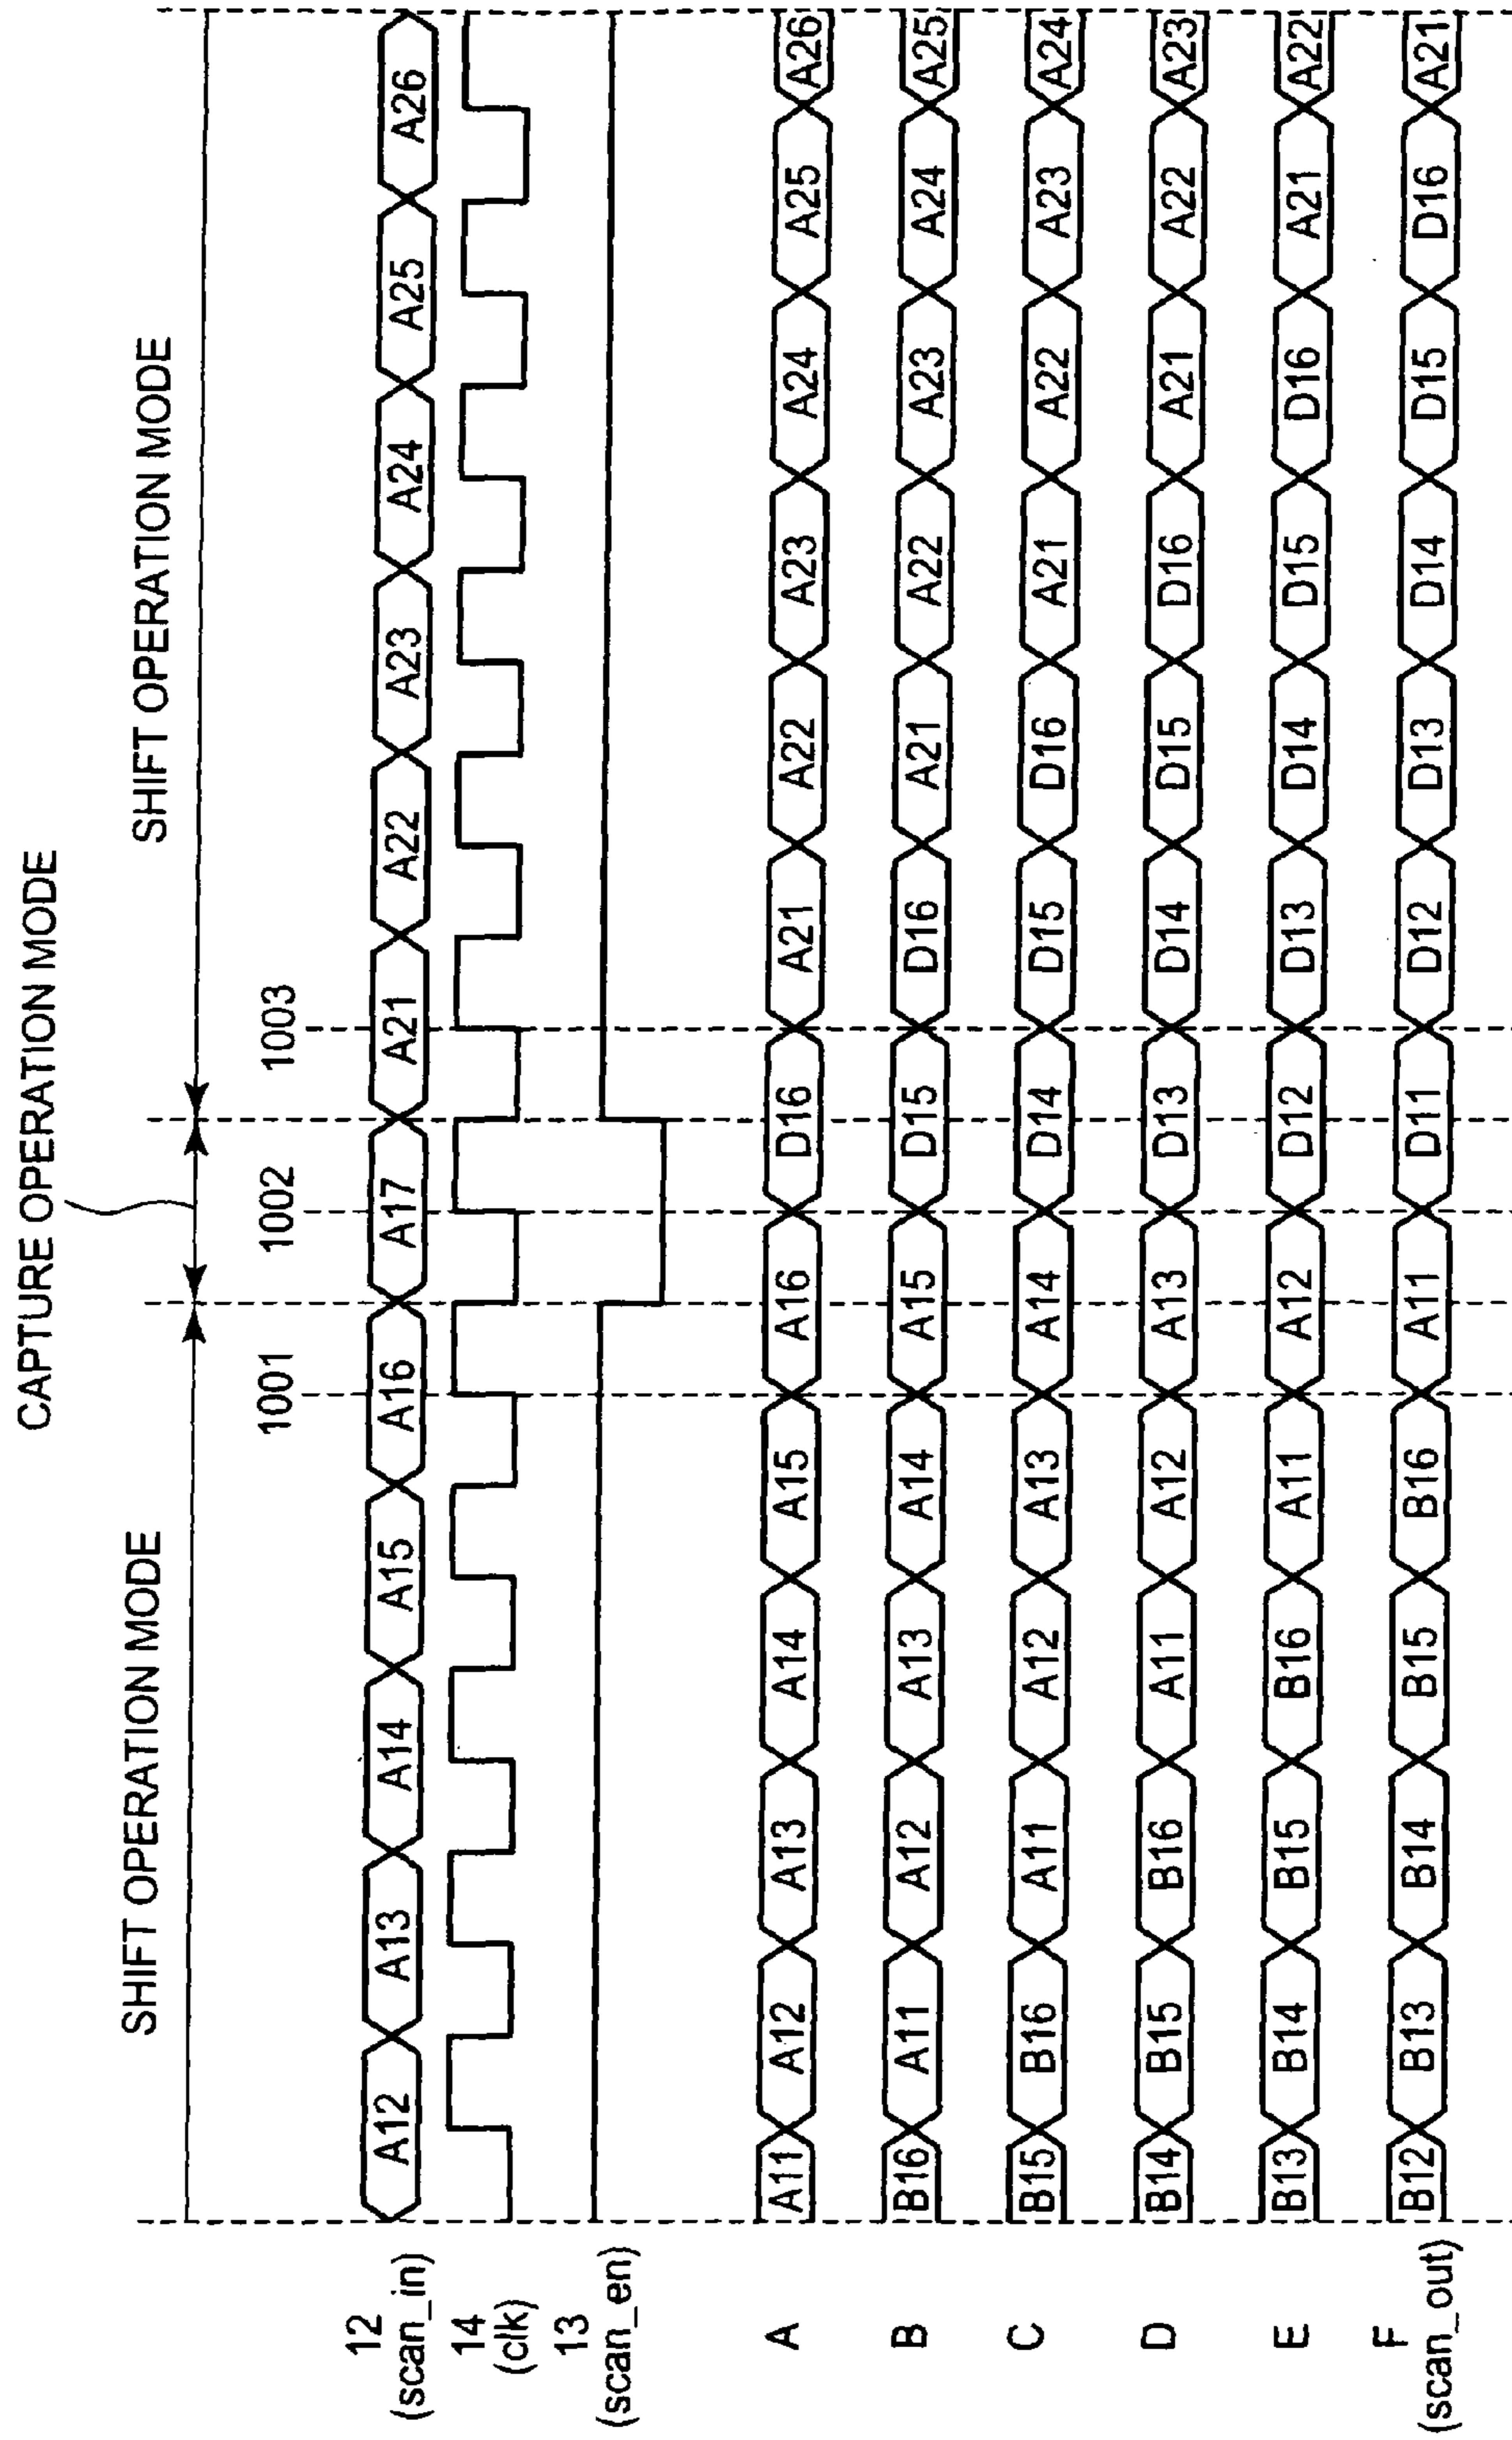 CAPTURE OPERATION MODE
SHIFT OPERATION MODE SHIFT OPERATION MODE
1001 1002 1003
12 (scan_in) A12 A13 A14 A15 A16 A17 A21 A22 A23 A24 A25 A26
14 (clk)
13 (scan_en)
A A11 A12 A13 A14 A15 A16 D16 A21 A22 A23 A24 A25 A26
B B16 A11 A12 A13 A14 A15 D15 D16 A21 A22 A23 A24 A25
C B15 B16 A11 A12 A13 A14 D14 D15 D16 A21 A22 A23 A24
D B14 B15 B16 A11 A12 A13 D13 D14 D15 D16 A21 A22 A23
E B13 B14 B15 B16 A11 A12 D12 D13 D14 D15 D16 A21 A22
F (scan_out) B12 B13 B14 B15 B16 A11 D11 D12 D13 D14 D15 D16 A21